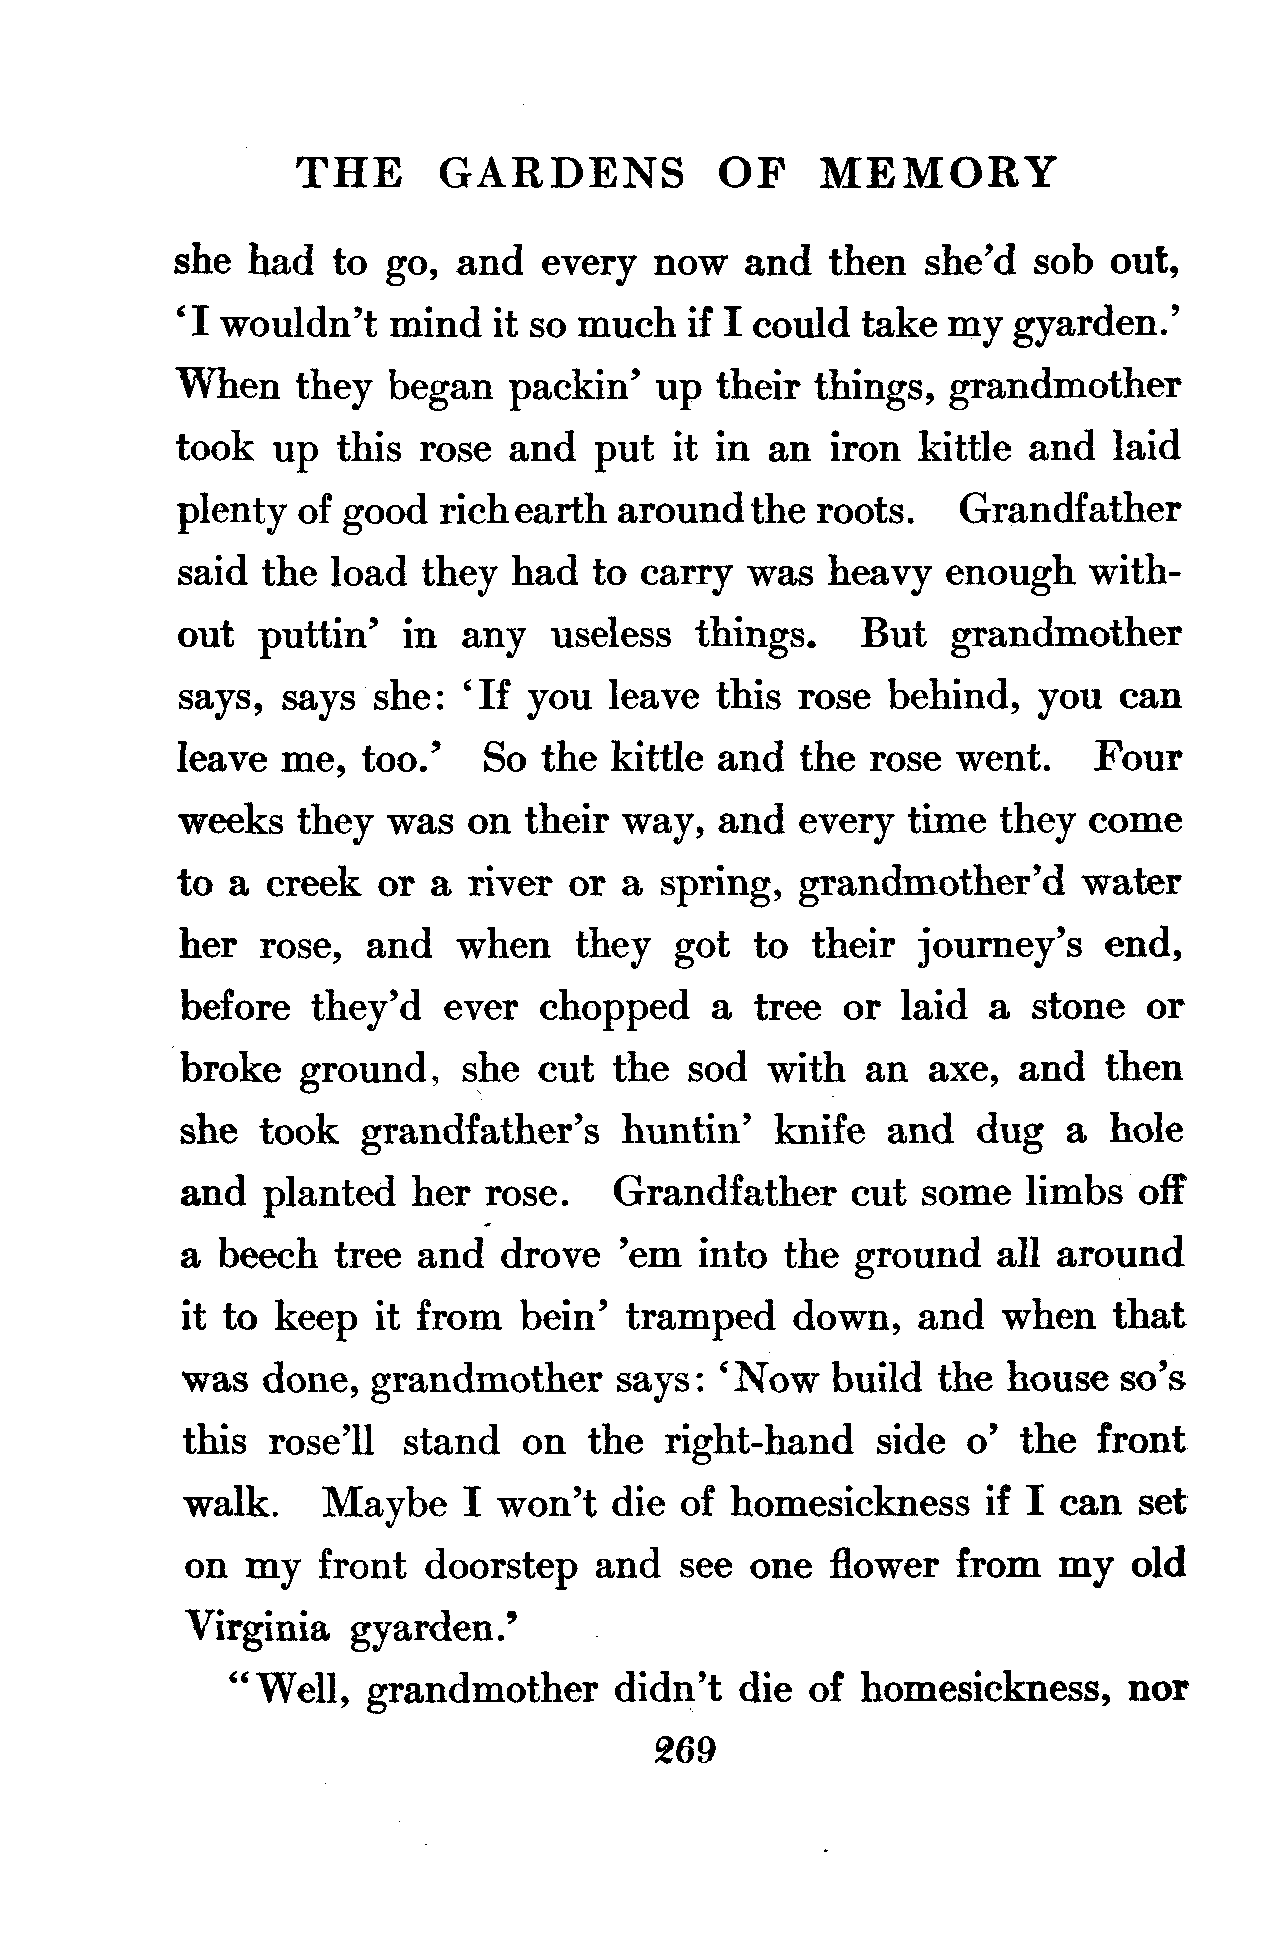 THE GARDENS OF MEMORY
she had to go, and every now and then she'd sob out,
'I wouldn't mind it so much if I could take my gyarden.'
When they began packin' up their things, grandmother
took up this rose and put it in an iron kittle and laid
plenty of good rich earth around the roots. Grandfather
said the load they had to carry was heavy enough with-
out puttin' in any useless things. But grandmother
says, says she: 'If you leave this rose behind, you can
leave me, too.' So the kittle and the rose went. Four
weeks they was on their way, and every time they come
to a creek or a river or a spring, grandmother'd water
her rose, and when they got to their journey's end,
before they'd ever chopped a tree or laid a stone or
broke ground, she cut the sod with an axe, and then
she took grandfather's huntin' knife and dug a hole
and planted her rose. Grandfather cut some limbs off
a beech tree and drove 'em into the ground all around
it to keep it from bein' tramped down, and when that
was done, grandmother says: 'Now build the house so's
this rose'll stand on the right-hand side o' the front
walk. Maybe I won't die of homesickness if I can set
on my front doorstep and see one flower from my old
Virginia gyarden.'
"Well, grandmother didn't die of homesickness, nor
269